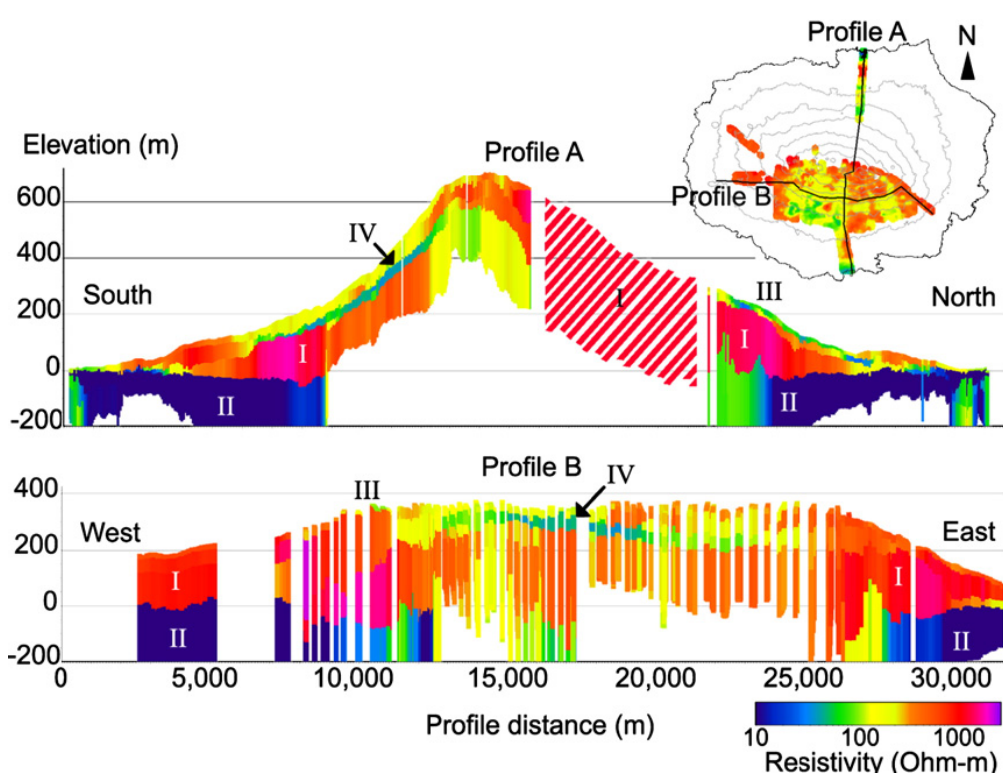 Profile A
N
Elevation (m)
Profile A
Profile B
600
IV
400
South
III
North
200
I
I
I
0
II
II
-200
Profile B
IV
400
III
West
East
200
I
I
0
II
II
-200
0
5,000
10,000
15,000
20,000
25,000
30,000
Profile distance (m)
10
100
1000
Resistivity (Ohm-m)